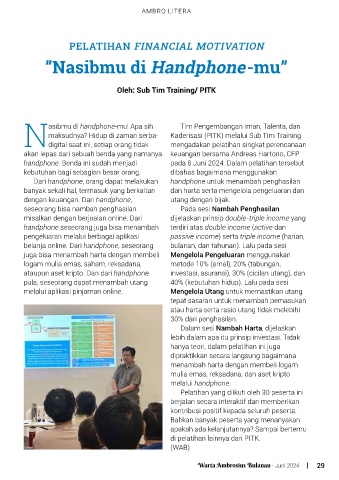 AMBRO LITERA
PELATIHAN FINANCIAL MOTIVATION
"Nasibmu di Handphone-mu"
Oleh: Sub Tim Training/ PITK
Nasibmu di handphone-mu! Apa sih
maksudnya? Hidup di zaman serba-
digital saat ini, setiap orang tidak
akan lepas dari sebuah benda yang namanya
handphone. Benda ini sudah menjadi
kebutuhan bagi sebagian besar orang.
Dari handphone, orang dapat melakukan
banyak sekali hal, termasuk yang berkaitan
dengan keuangan. Dari handphone,
seseorang bisa nambah penghasilan
misalkan dengan berjualan online. Dari
handphone seseorang juga bisa menambah
pengeluaran melalui berbagai aplikasi
belanja online. Dari handphone, seseorang
juga bisa menambah harta dengan membeli
logam mulia emas, saham, reksadana,
ataupun aset kripto. Dan dari handphone
pula, seseorang dapat menambah utang
melalui aplikasi pinjaman online.
Tim Pengembangan Iman, Talenta, dan
Kaderisasi (PITK) melalui Sub Tim Training
mengadakan pelatihan singkat perencanaan
keuangan bersama Andreas Hartono, CFP
pada 6 Juni 2024. Dalam pelatihan tersebut
dibahas bagaimana menggunakan
handphone untuk menambah penghasilan
dan harta serta mengelola pengeluaran dan
utang dengan bijak.
Pada sesi Nambah Penghasilan
dijelaskan prinsip double-triple income yang
terdiri atas double income (active dan
passive income) serta triple income (harian,
bulanan, dan tahunan). Lalu pada sesi
Mengelola Pengeluaran menggunakan
metode 10% (amal), 20% (tabungan,
investasi, asuransi), 30% (cicilan utang), dan
40% (kebutuhan hidup). Lalu pada sesi
Mengelola Utang untuk memastikan utang
tepat sasaran untuk menambah pemasukan
atau harta serta rasio utang tidak melebihi
30% dari penghasilan.
Dalam sesi Nambah Harta, dijelaskan
lebih dalam apa itu prinsip investasi. Tidak
hanya teori, dalam pelatihan ini juga
dipraktikkan secara langsung bagaimana
menambah harta dengan membeli logam
mulia emas, reksadana, dan aset kripto
melalui handphone.
Pelatihan yang diikuti oleh 30 peserta ini
berjalan secara interaktif dan memberikan
kontribusi positif kepada seluruh peserta.
Bahkan banyak peserta yang menanyakan
apakah ada kelanjutannya? Sampai bertemu
di pelatihan lainnya dari PITK.
(WAB)
Warta Ambrosius Bulanan - Juni 2024 | 29